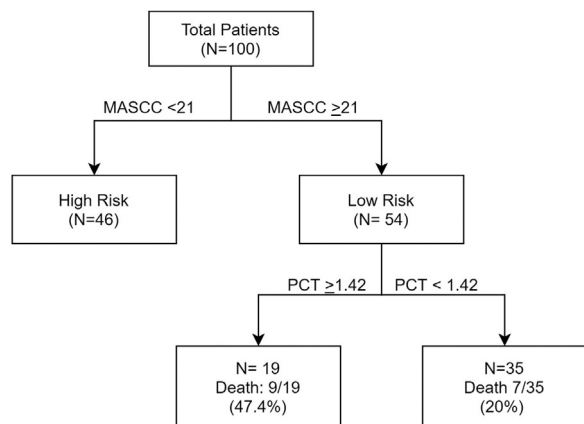 Total Patients
(N=100)
MASCC <21
MASCC ≥21
High Risk
(N=46)
Low Risk
(N= 54)
PCT ≥1.42
PCT < 1.42
N= 19
Death: 9/19
(47.4%)
N=35
Death 7/35
(20%)